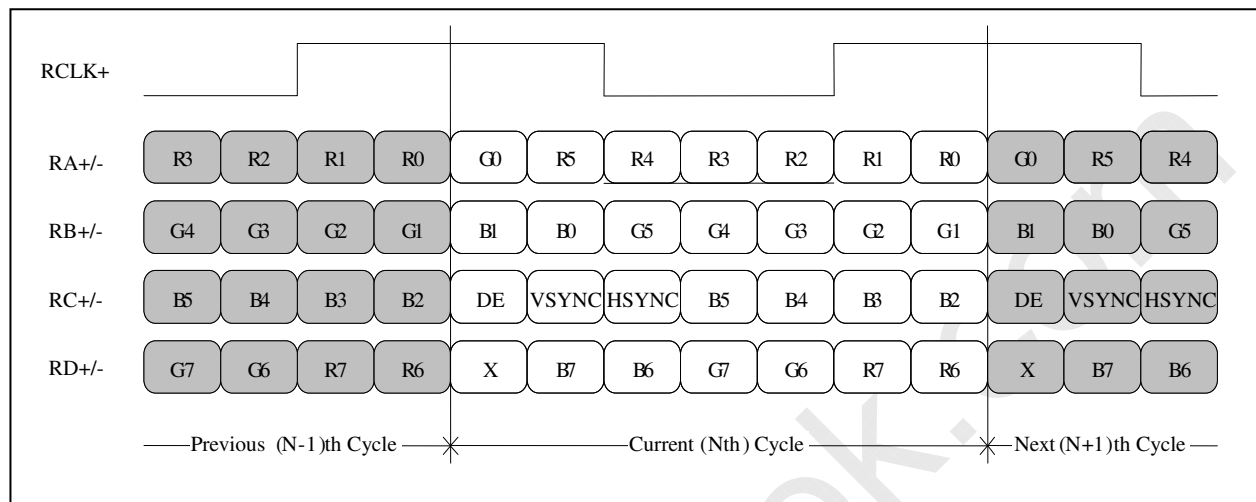 RCLK+
RA+/- R3 R2 R1 R0 G0 R5 R4 R3 R2 R1 R0 G0 R5 R4
RB+/- G4 G3 G2 G1 B1 B0 G5 G4 G3 G2 G1 B1 B0 G5
RC+/- B5 B4 B3 B2 DE VSYNC HSYNC B5 B4 B3 B2 DE VSYNC HSYNC
RD+/- G7 G6 R7 R6 X B7 B6 G7 G6 R7 R6 X B7 B6
Previous (N-1)th Cycle Current (Nth) Cycle Next (N+1)th Cycle